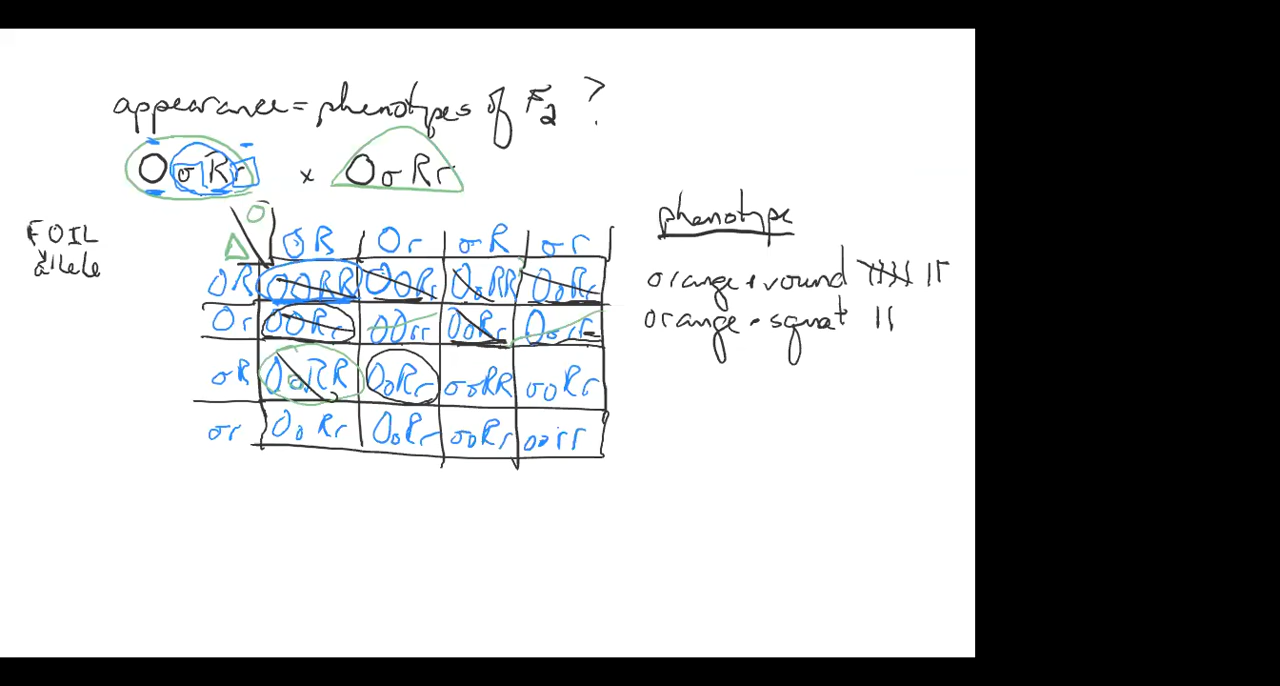 appearance = phenotypes of F2 ?
OoRr x OoRr
FOIL
allele
O
Δ
OR Or oR or
OR OORR OORr OoRR OoRr
Or OORr OOrr OoRr Oorr
oR OoRR OoRr ooRR ooRr
or OoRr OoRr ooRr oorr
phenotype
orange + round
orange + squat II